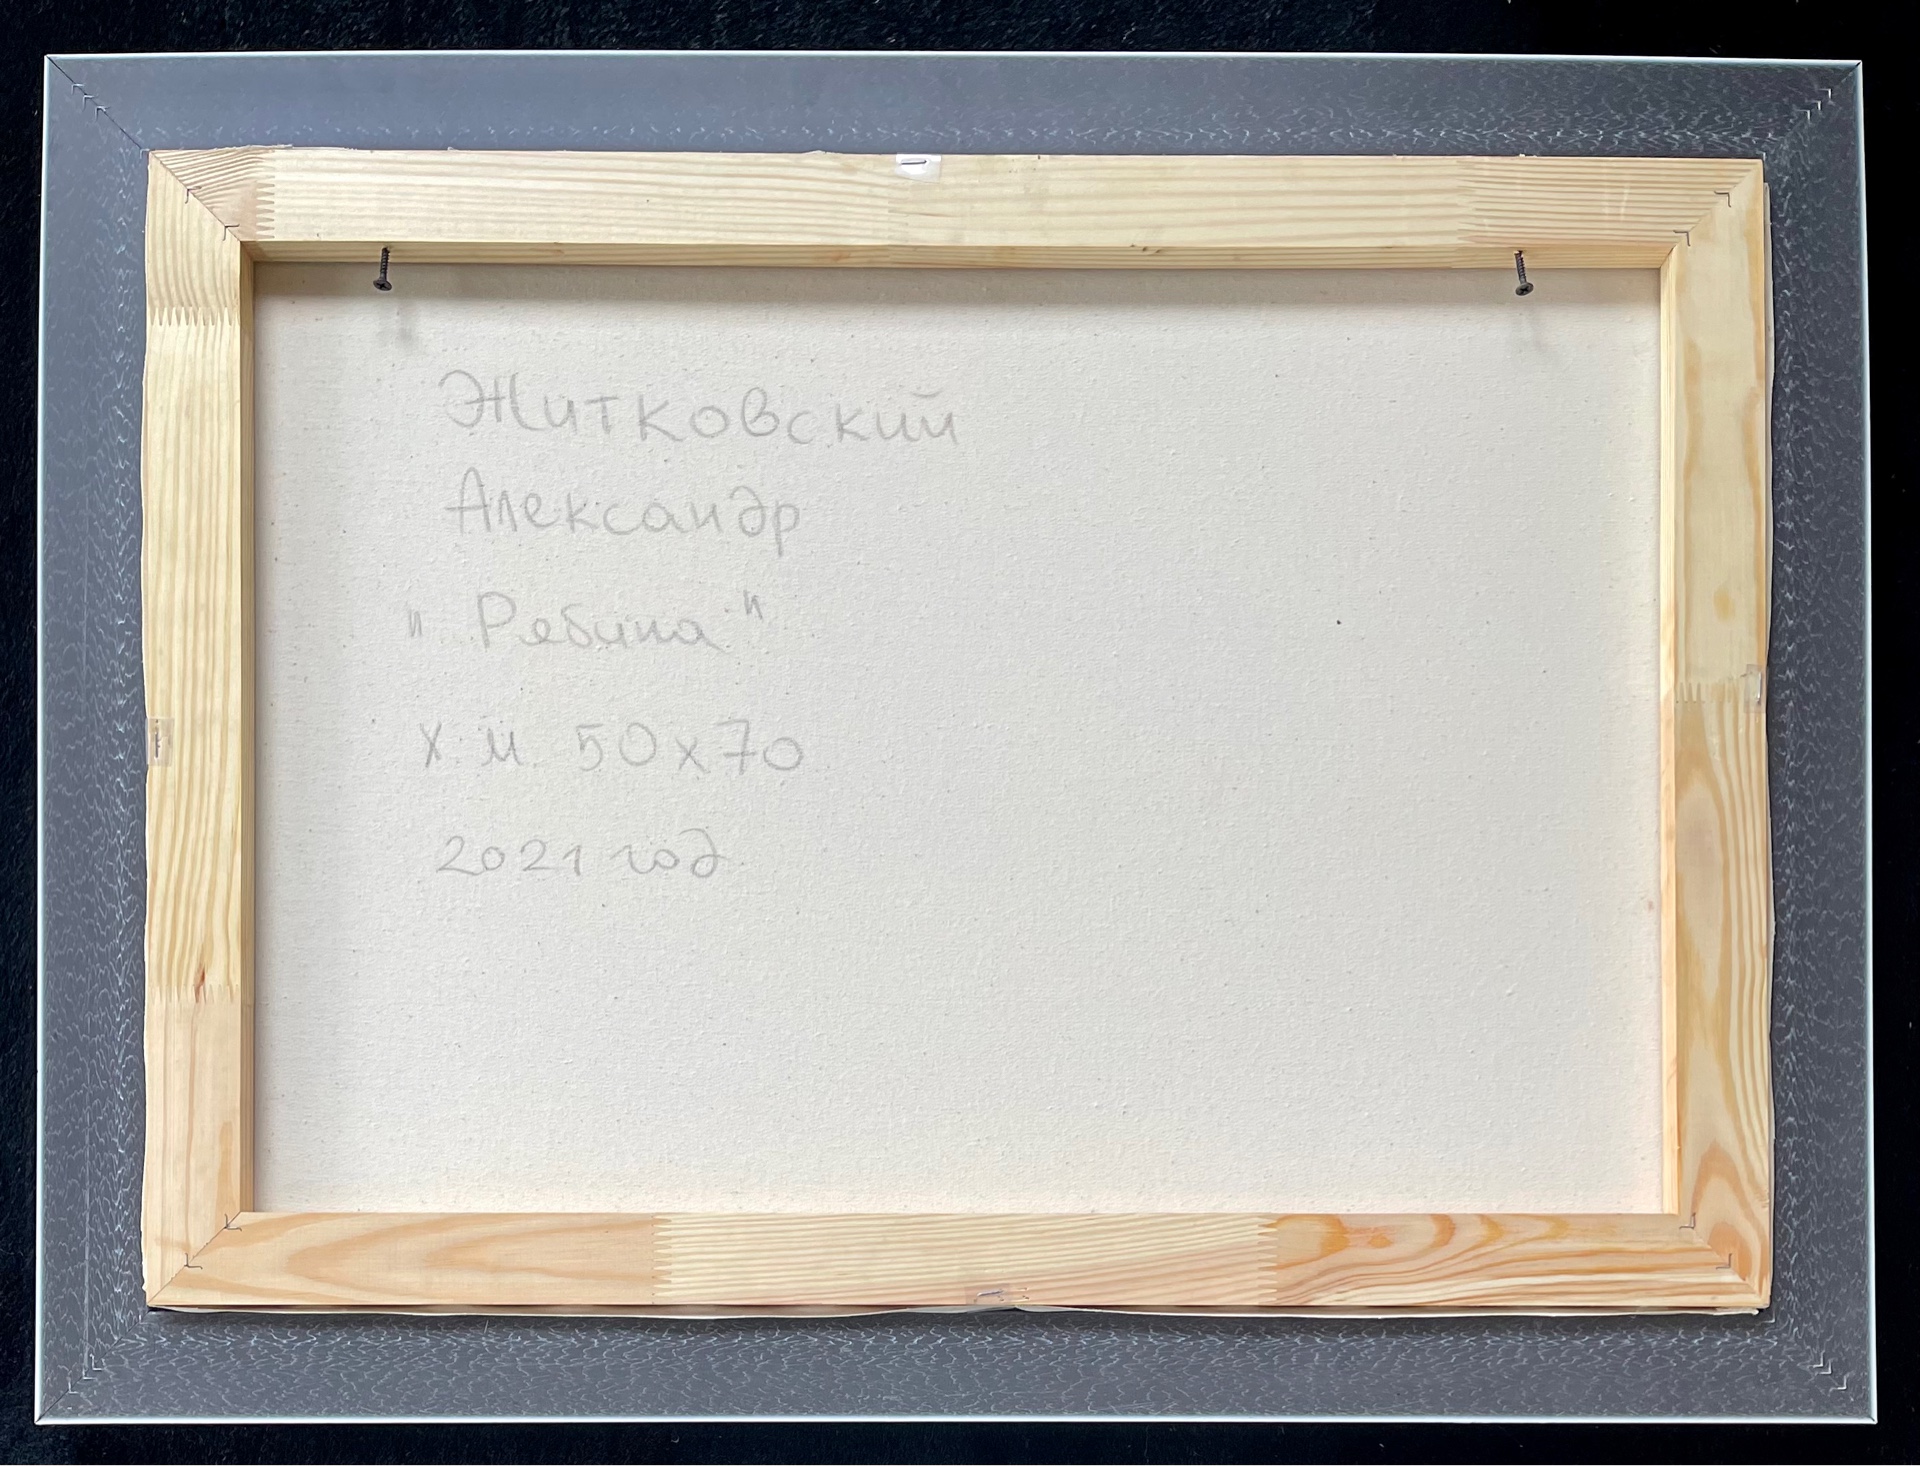 Житковский
Александр
"Рябина"
х.м. 50х70
2021 год